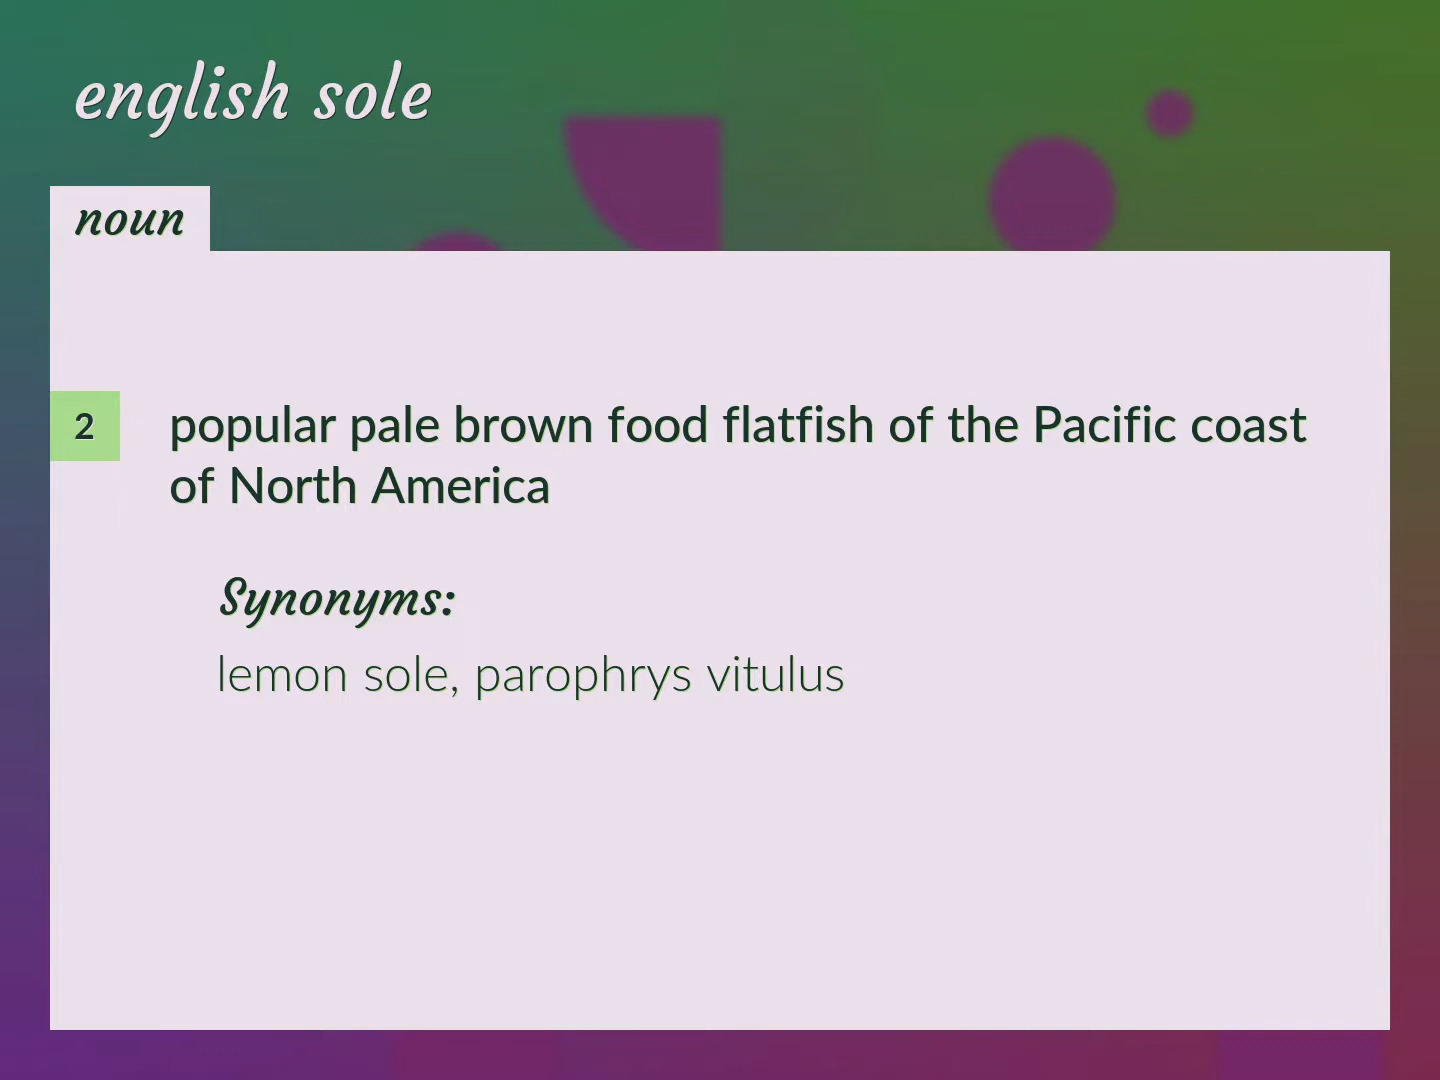 english sole
noun
2
popular pale brown food flatfish of the Pacific coast
of North America
Synonyms:
lemon sole, parophrys vitulus